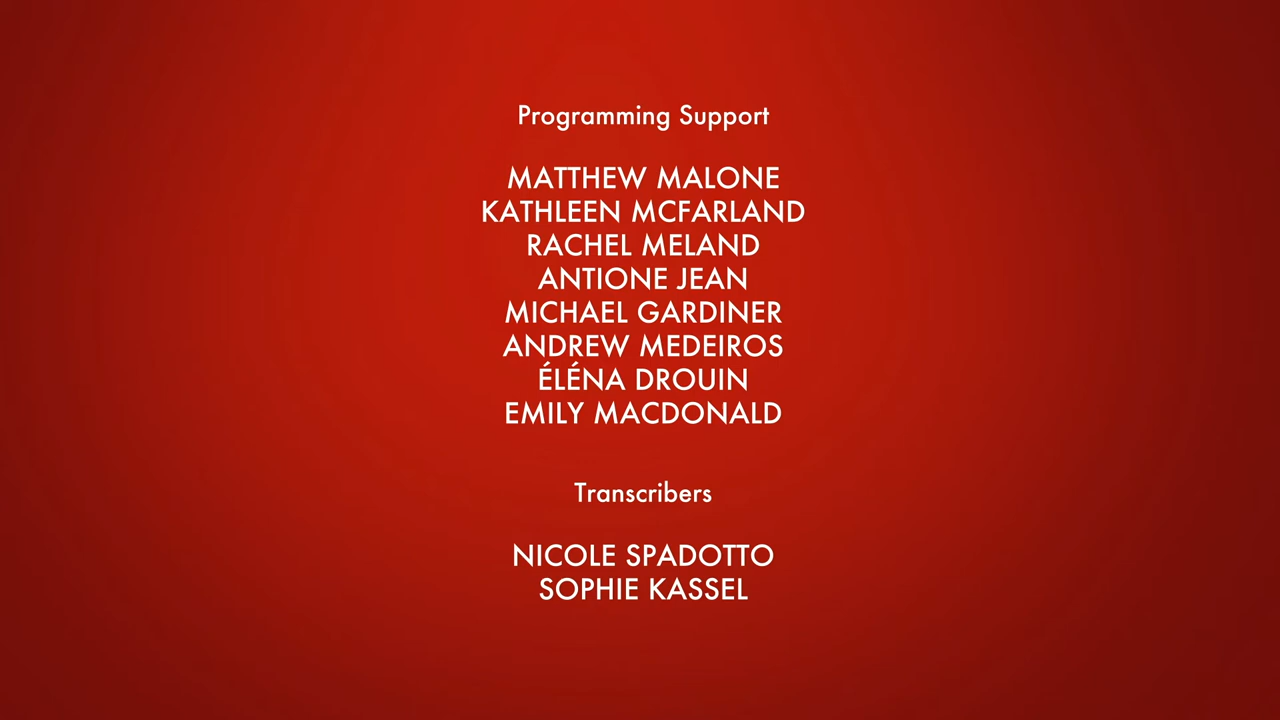 Programming Support
MATTHEW MALONE
KATHLEEN MCFARLAND
RACHEL MELAND
ANTIONE JEAN
MICHAEL GARDINER
ANDREW MEDEIROS
ÉLÉNA DROUIN
EMILY MACDONALD
Transcribers
NICOLE SPADOTTO
SOPHIE KASSEL